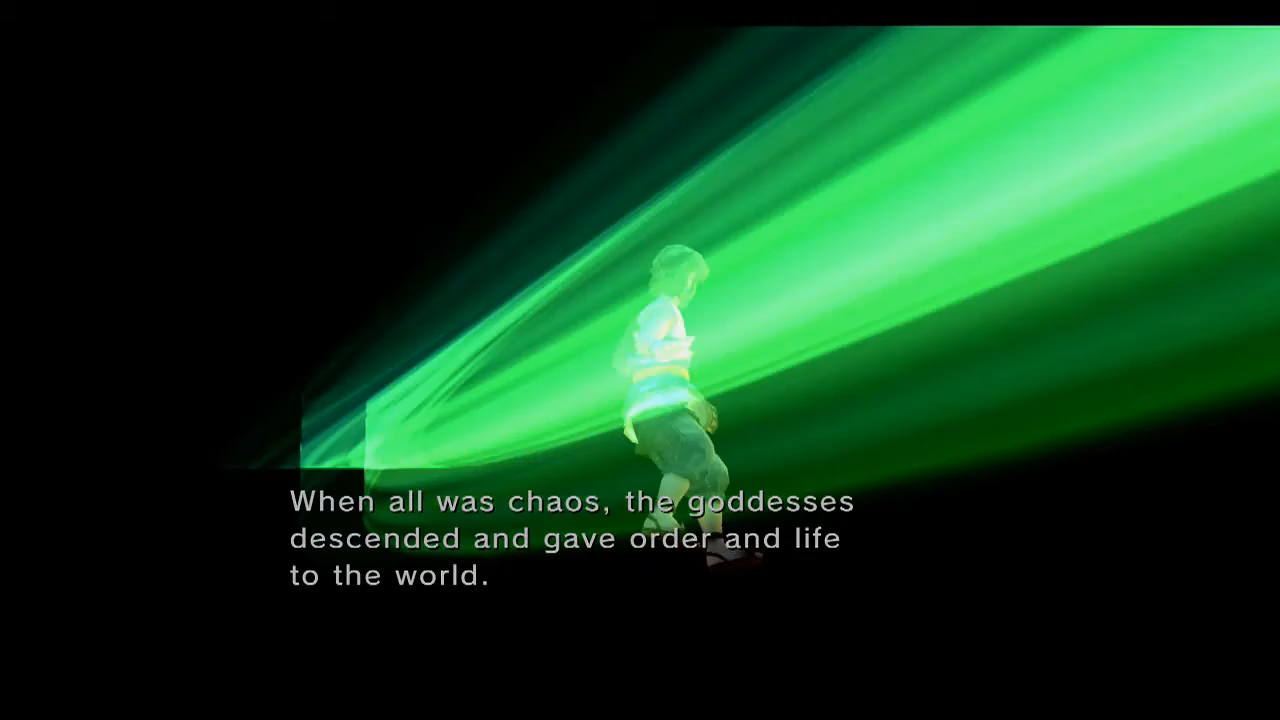 When all was chaos, the goddesses
descended and gave order and life
to the world.